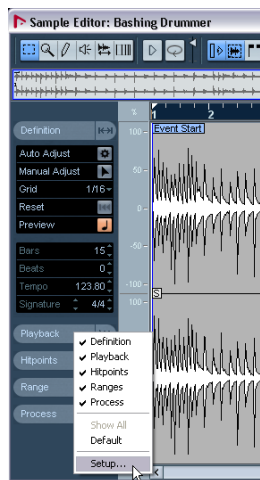 Sample Editor: Bashing Drummer
Definition
Auto Adjust
Manual Adjust
Grid 1/16
Reset
Preview
Bars 15
Beats 0
Tempo 123.80
Signature 4/4
Playback
Hitpoints
Range
Process
% 1 2
Event Start
100
50
0
-50
-100
100
S
50
0
✓ Definition
✓ Playback
✓ Hitpoints
✓ Ranges
✓ Process
Show All
Default
Setup...